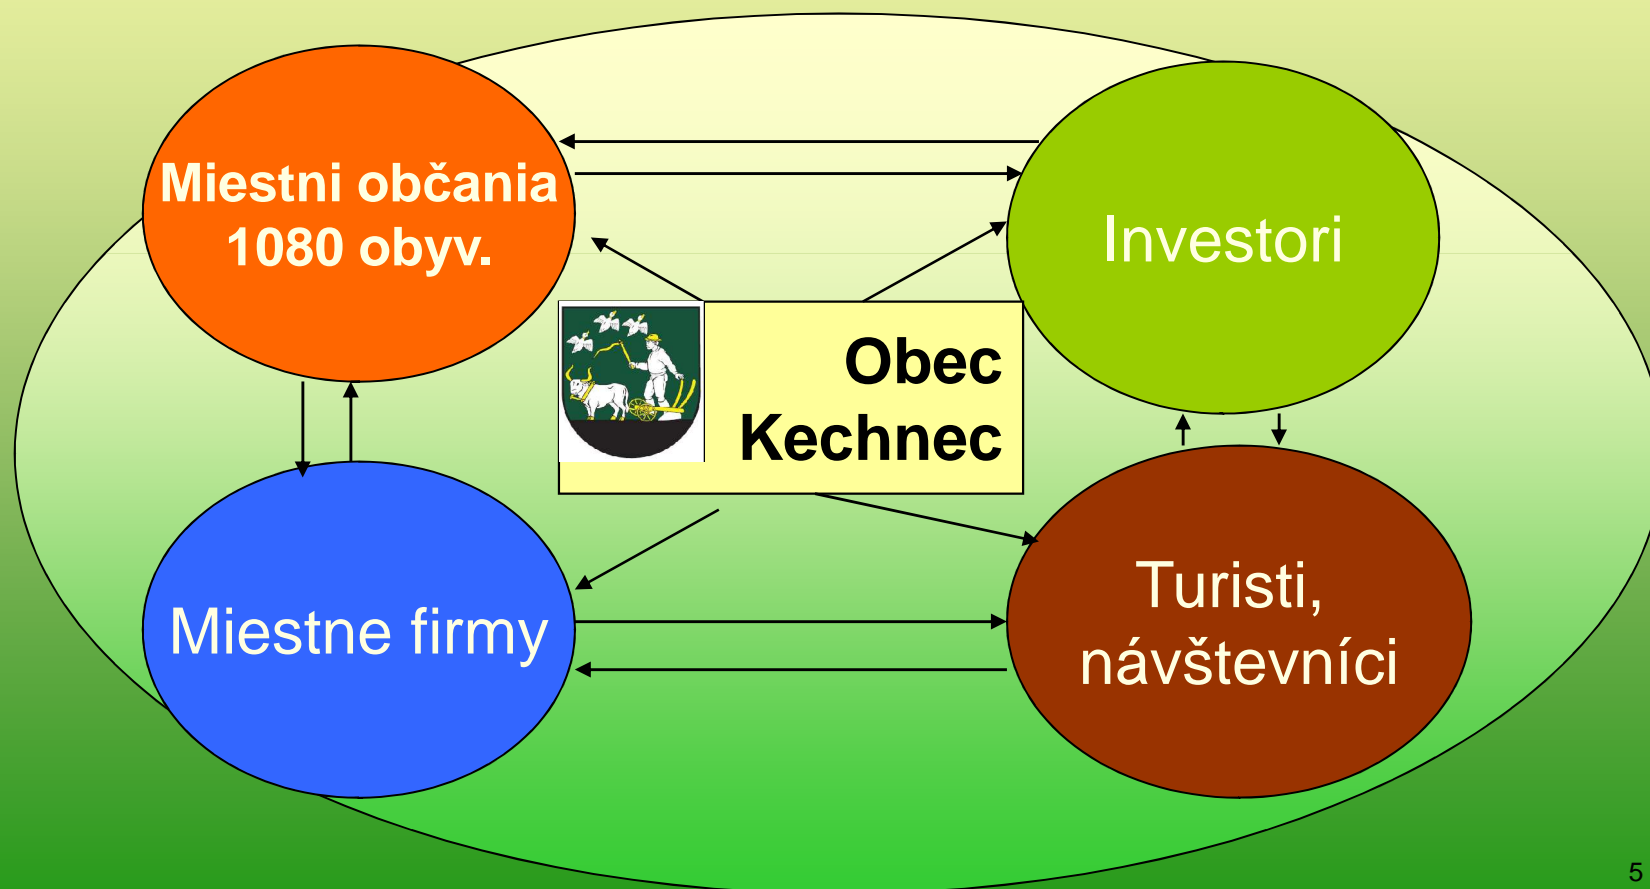 Miestni občania
1080 obyv.
Investori
Obec
Kechnec
Miestne firmy
Turisti,
návštevníci
5